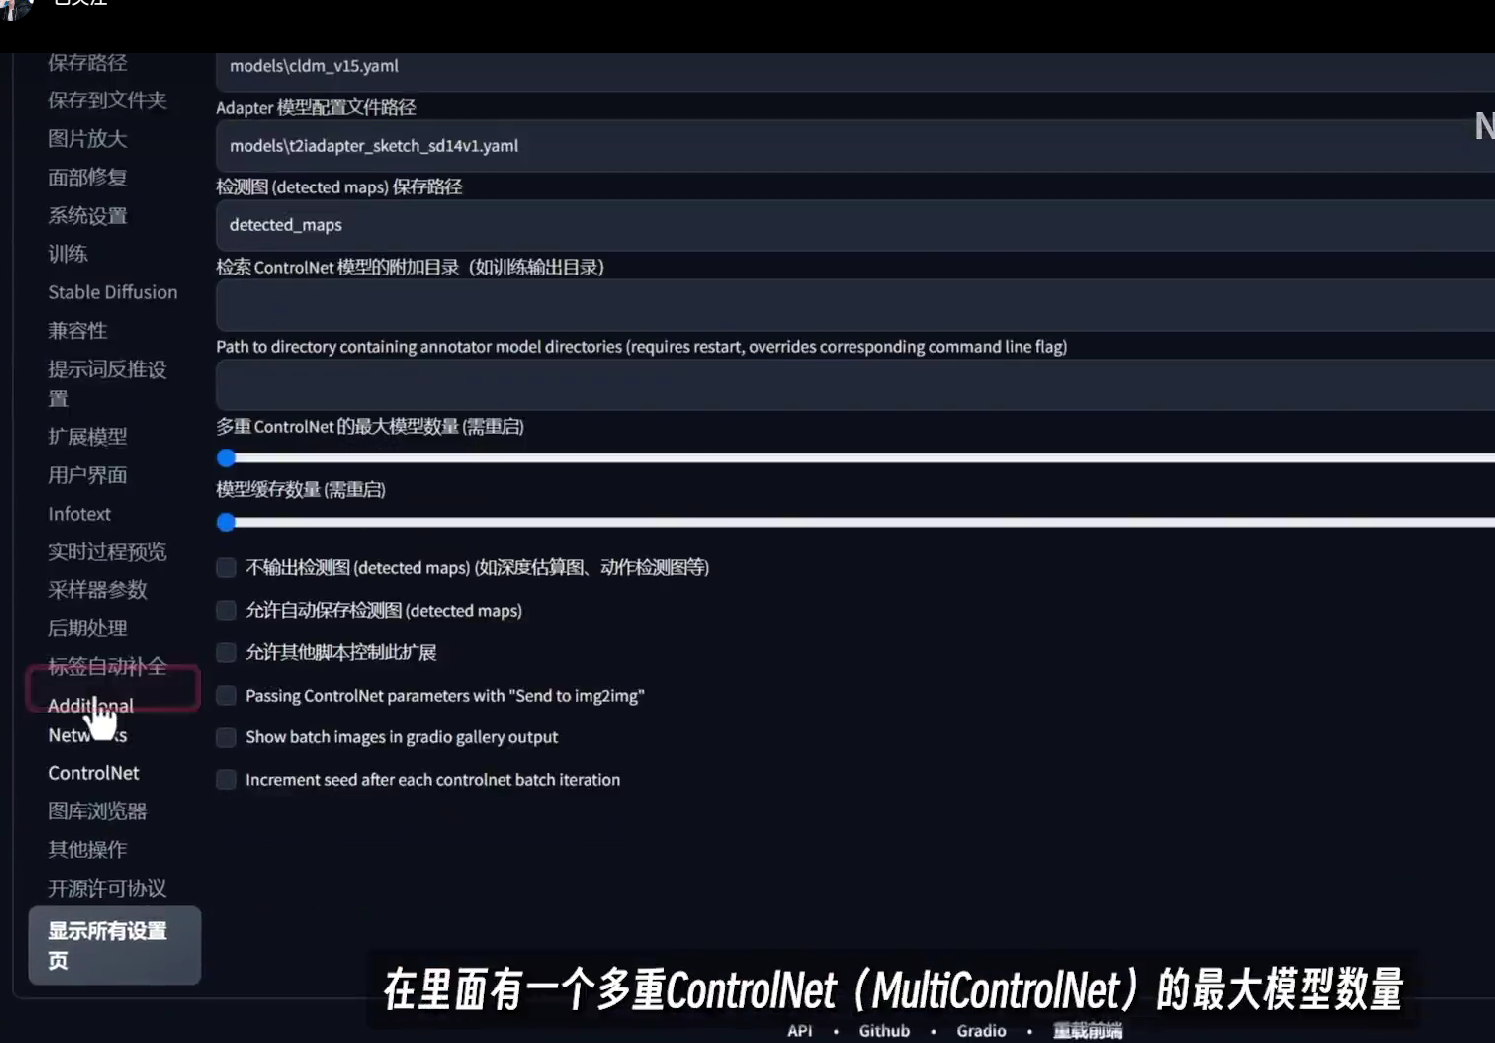 已关注
保存路径
保存到文件夹
图片放大
面部修复
系统设置
训练
Stable Diffusion
兼容性
提示词反推设
置
扩展模型
用户界面
Infotext
实时过程预览
采样器参数
后期处理
标签自动补全
Additional
ControlNet
图库浏览器
其他操作
开源许可协议
显示所有设置
页
models\cldm_v15.yaml
Adapter 模型配置文件路径
models\t2iadapter_sketch_sd14v1.yaml
检测图 (detected maps) 保存路径
detected_maps
检索 ControlNet 模型的附加目录（如训练输出目录）
Path to directory containing annotator model directories (requires restart, overrides corresponding command line flag)
多重 ControlNet 的最大模型数量 (需重启)
模型缓存数量 (需重启)
不输出检测图 (detected maps) (如深度估算图、动作检测图等)
允许自动保存检测图 (detected maps)
允许其他脚本控制此扩展
Passing ControlNet parameters with "Send to img2img"
Show batch images in gradio gallery output
Increment seed after each controlnet batch iteration
N
在里面有一个多重ControlNet（MultiControlNet）的最大模型数量
API • Github • Gradio • 重载前端